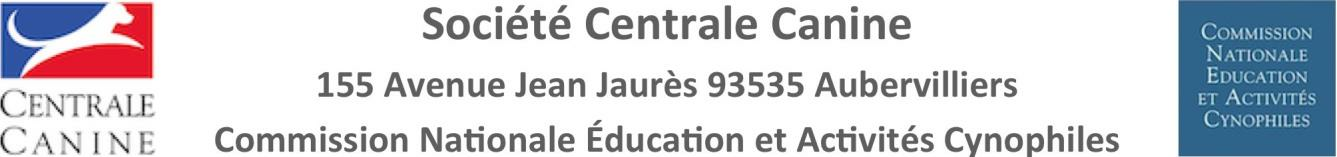 CENTRALE
CANINE
Société Centrale Canine
155 Avenue Jean Jaurès 93535 Aubervilliers
Commission Nationale Éducation et Activités Cynophiles
COMMISSION
NATIONALE
EDUCATION
ET ACTIVITÉS
CYNOPHILES